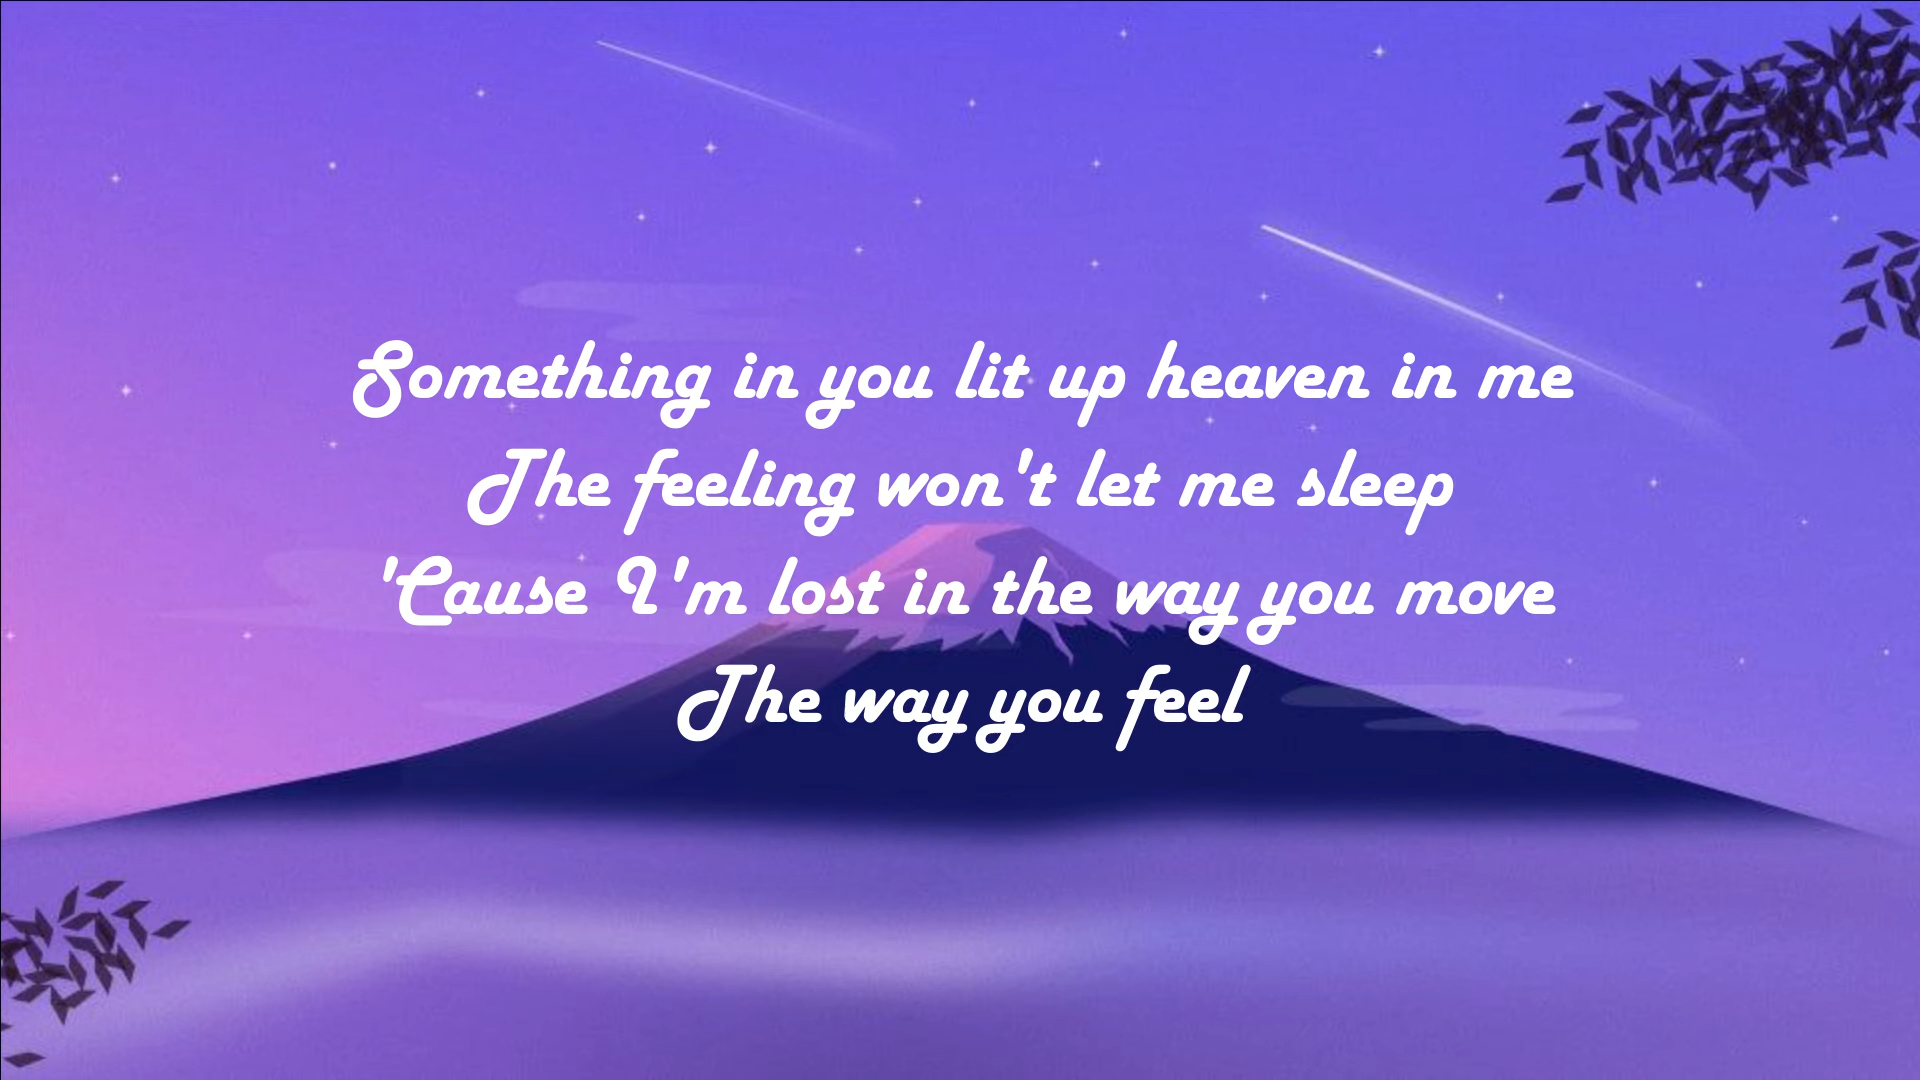 Something in you lit up heaven in me
The feeling won't let me sleep
'Cause I'm lost in the way you move
The way you feel